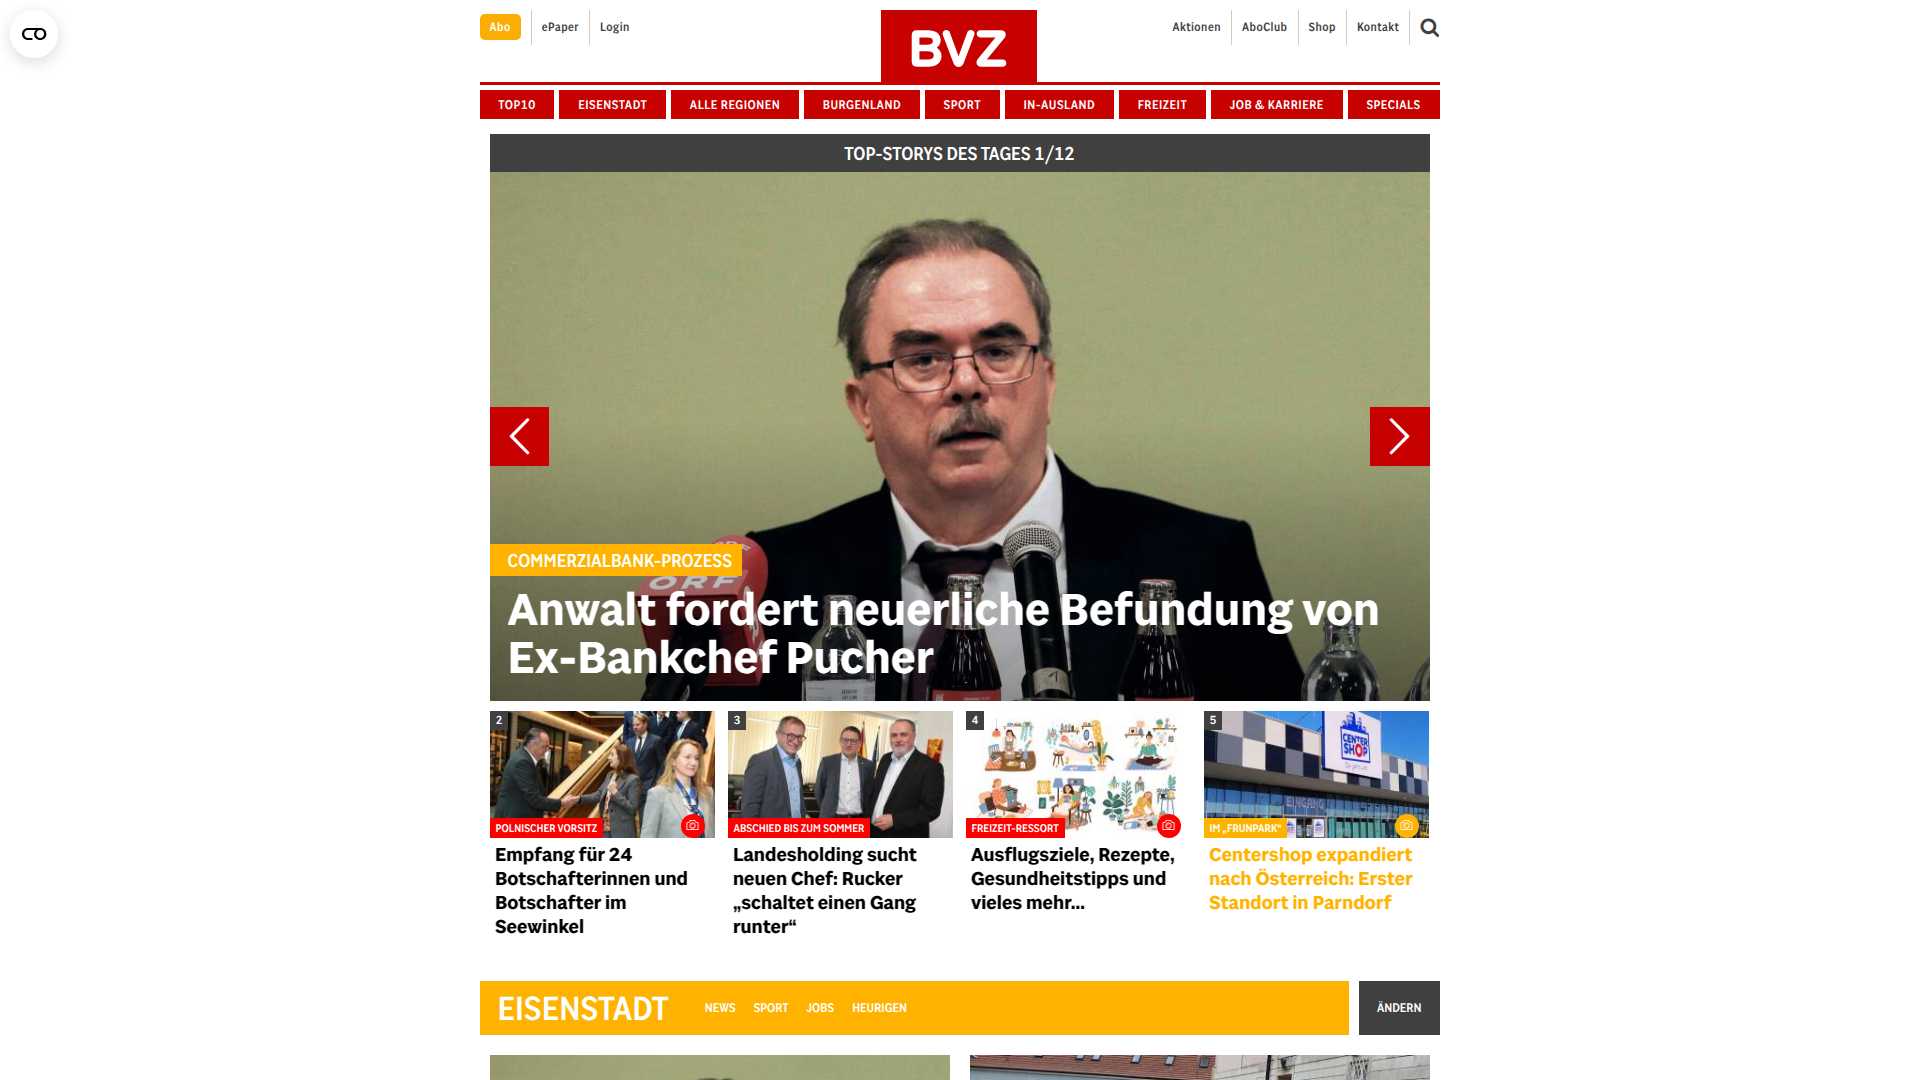 Abo
ePaper
Login
BVZ
Aktionen
AboClub
Shop
Kontakt
TOP10
EISENSTADT
ALLE REGIONEN
BURGENLAND
SPORT
IN-AUSLAND
FREIZEIT
JOB & KARRIERE
SPECIALS
TOP-STORYS DES TAGES 1/12
COMMERZIALBANK-PROZESS
ORF
Anwalt fordert neuerliche Befundung von
Ex-Bankchef Pucher
2
POLNISCHER VORSITZ
Empfang für 24
Botschafterinnen und
Botschafter im
Seewinkel
3
ABSCHIED BIS ZUM SOMMER
Landesholding sucht
neuen Chef: Rucker
„schaltet einen Gang
runter“
4
FREIZEIT-RESSORT
Ausflugsziele, Rezepte,
Gesundheitstipps und
vieles mehr...
5
CENTER
SHOP
EINGANG
IM „FRUNPARK“
Centershop expandiert
nach Österreich: Erster
Standort in Parndorf
EISENSTADT
NEWS
SPORT
JOBS
HEURIGEN
ÄNDERN